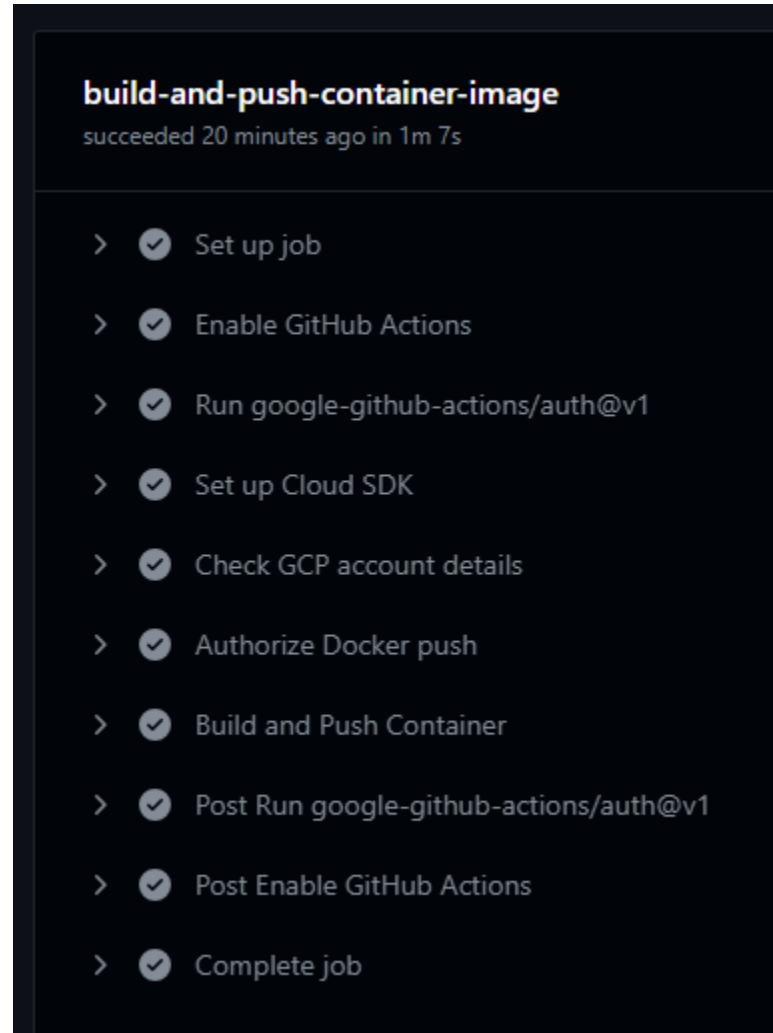 build-and-push-container-image
succeeded 20 minutes ago in 1m 7s
Set up job
Enable GitHub Actions
Run google-github-actions/auth@v1
Set up Cloud SDK
Check GCP account details
Authorize Docker push
Build and Push Container
Post Run google-github-actions/auth@v1
Post Enable GitHub Actions
Complete job